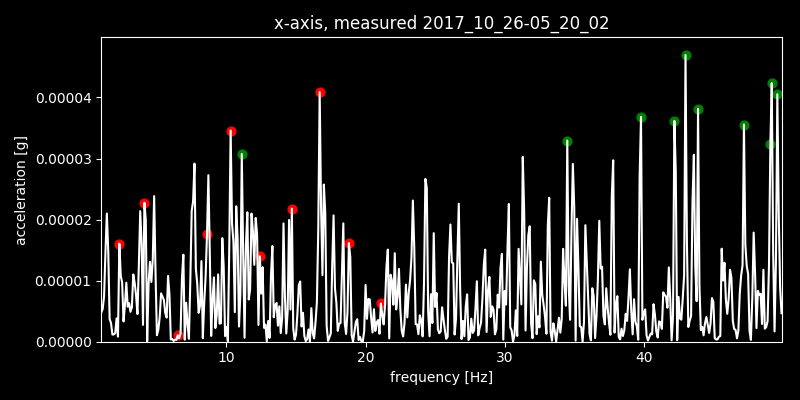 x-axis, measured 2017_10_26-05_20_02
acceleration [g]
0.00004
0.00003
0.00002
0.00001
0.00000
10 20 30 40
frequency [Hz]